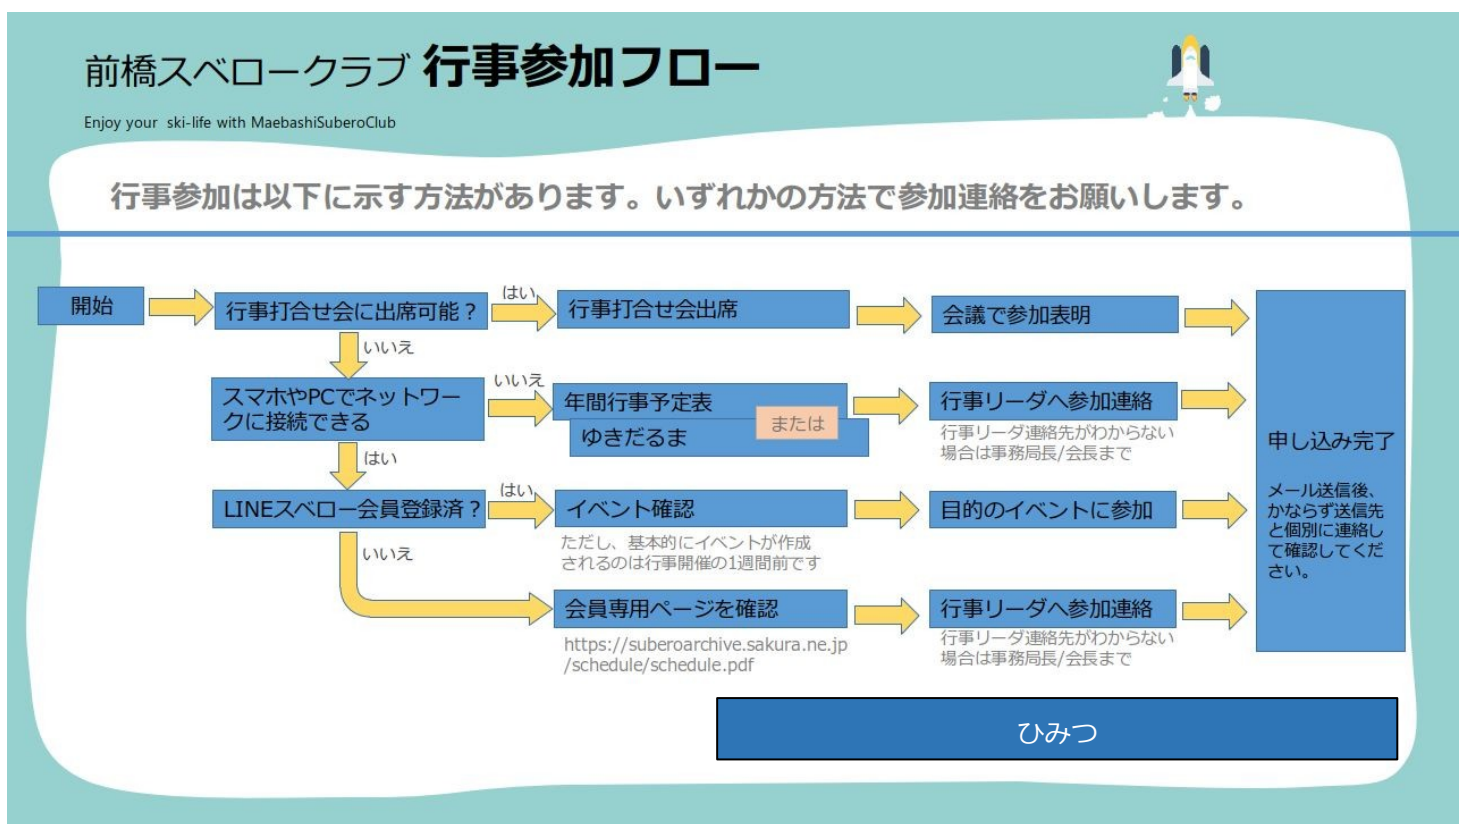 前橋スベロークラブ 行事参加フロー
Enjoy your ski-life with MaebashiSuberoClub
行事参加は以下に示す方法があります。いずれかの方法で参加連絡をお願いします。
開始
行事打合せ会に出席可能？
はい
行事打合せ会出席
会議で参加表明
いいえ
スマホやPCでネットワー
クに接続できる
いいえ
年間行事予定表
または
ゆきだるま
行事リーダへ参加連絡
行事リーダ連絡先がわからない
場合は事務局長/会長まで
はい
LINEスベロー会員登録済？
はい
イベント確認
ただし、基本的にイベントが作成
されるのは行事開催の1週間前です
目的のイベントに参加
いいえ
会員専用ページを確認
https://suberoarchive.sakura.ne.jp
/schedule/schedule.pdf
行事リーダへ参加連絡
行事リーダ連絡先がわからない
場合は事務局長/会長まで
申し込み完了
メール送信後、
かならず送信先
と個別に連絡し
て確認してくだ
さい。
ひみつ